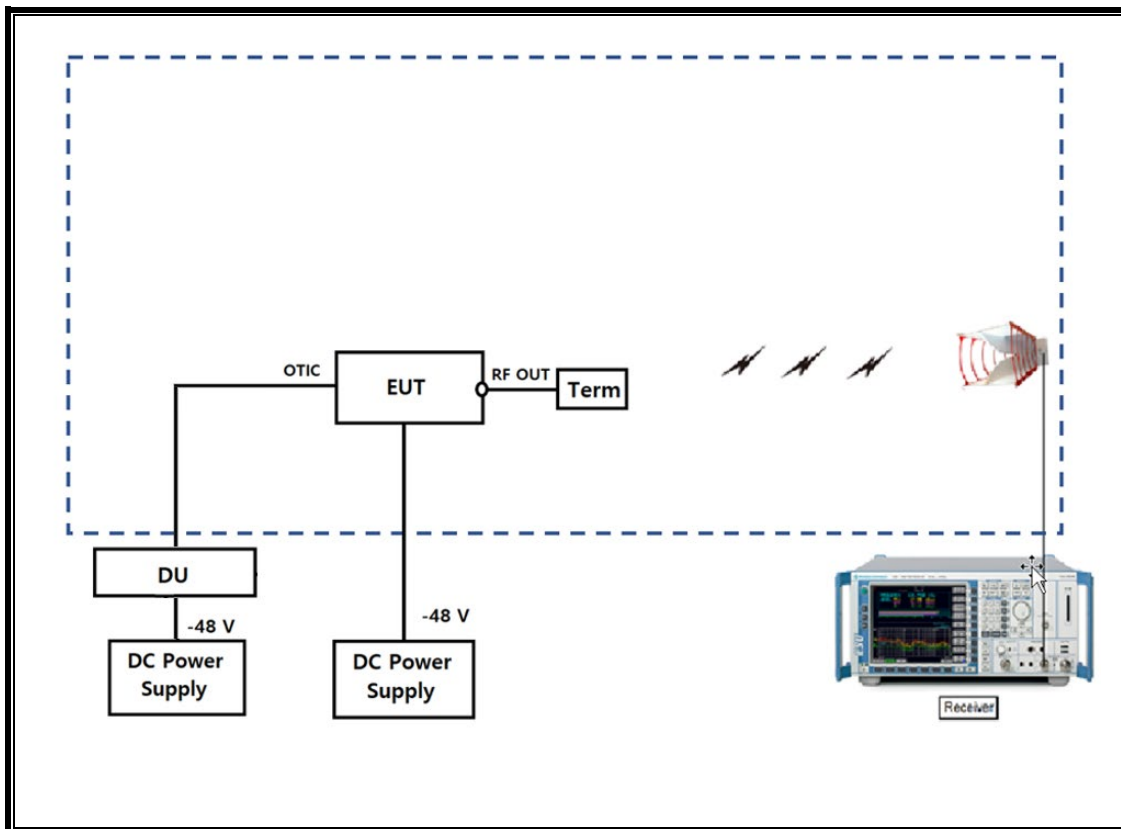 OTIC
EUT
RF OUT
Term
DU
-48 V
-48 V
DC Power
Supply
DC Power
Supply
Receiver